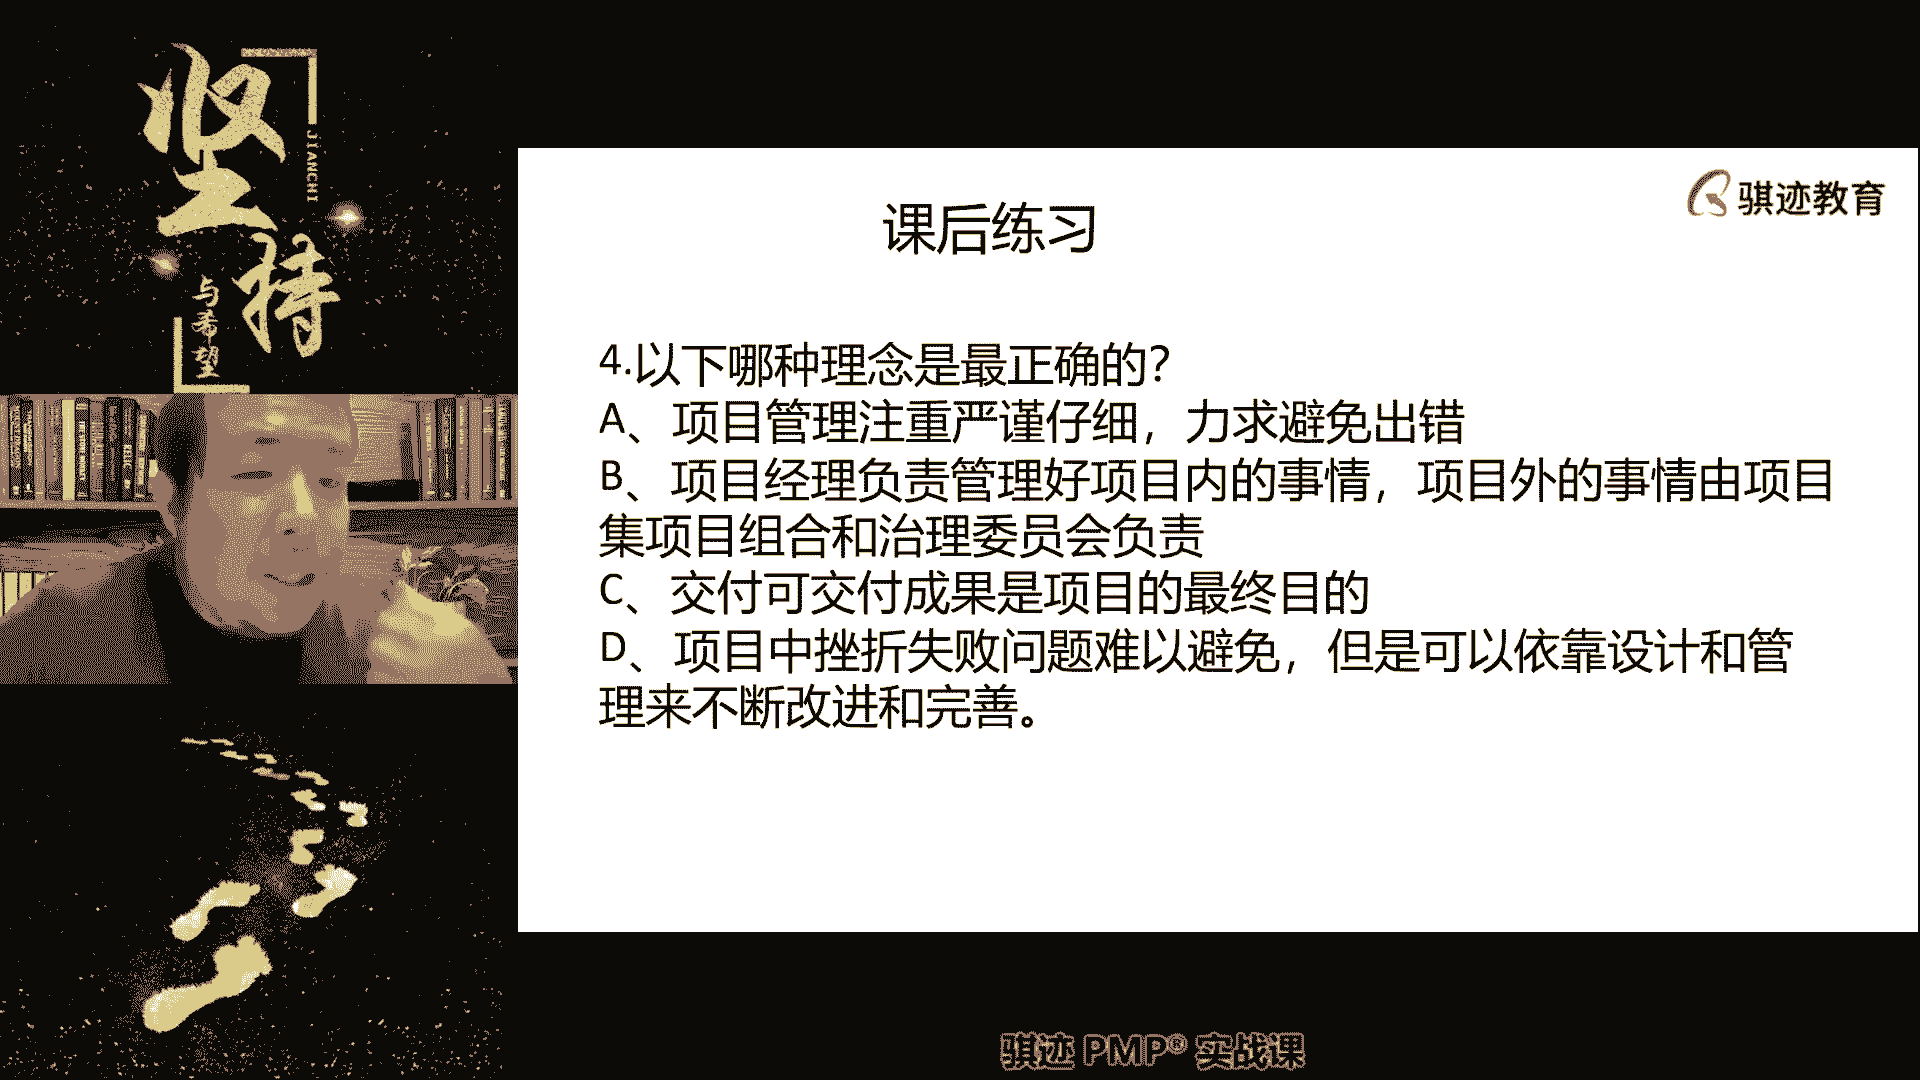 坚持
JIANCHI
与希望
骐迹教育
课后练习
4.以下哪种理念是最正确的？
A、项目管理注重严谨仔细，力求避免出错
B、项目经理负责管理好项目内的事情，项目外的事情由项目
集项目组合和治理委员会负责
C、交付可交付成果是项目的最终目的
D、项目中挫折失败问题难以避免，但是可以依靠设计和管
理来不断改进和完善。
骐迹 PMP® 实战课